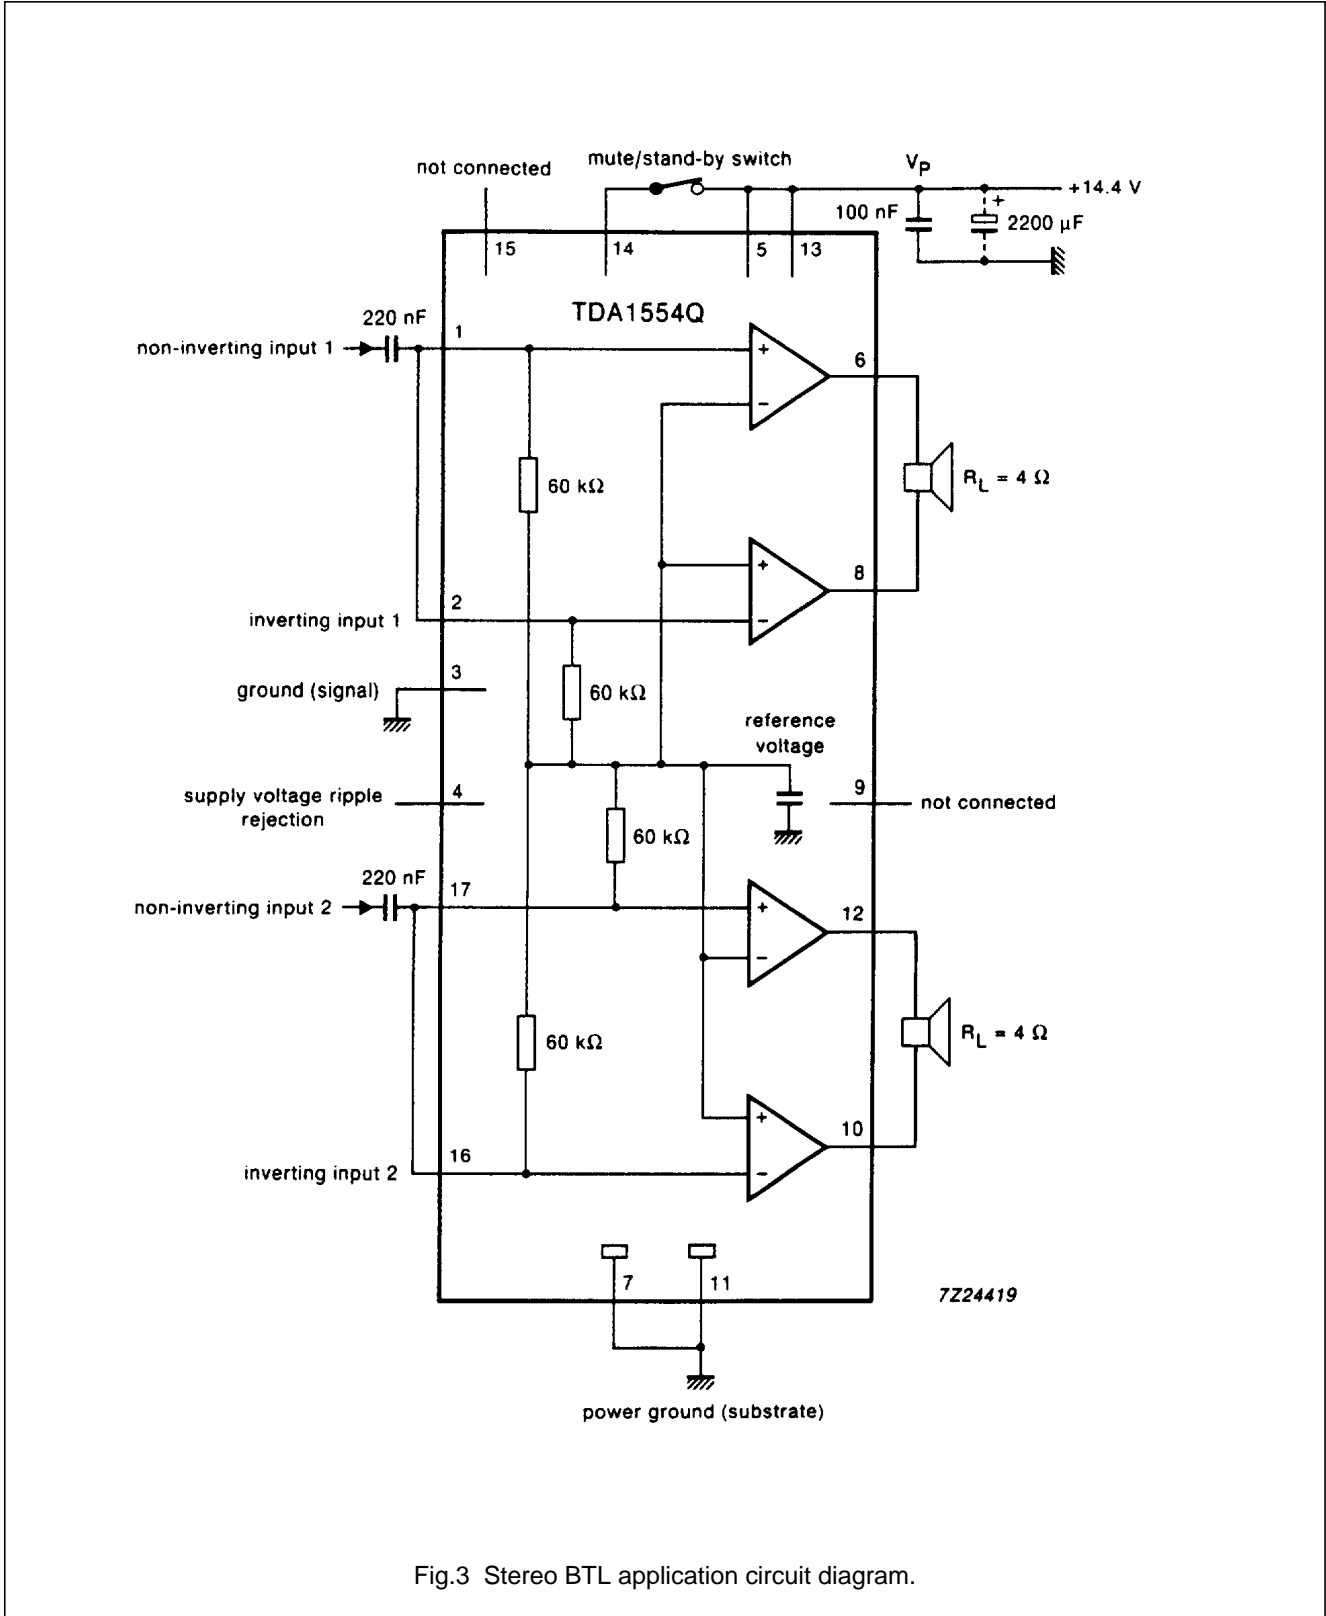 not connected
mute/stand-by switch
VP
+14.4 V
100 nF
+
2200 µF
15
14
5
13
TDA1554Q
220 nF
1
non-inverting input 1
+
−
6
60 kΩ
RL = 4 Ω
+
−
8
2
inverting input 1
3
ground (signal)
60 kΩ
reference
voltage
4
supply voltage ripple
rejection
9
not connected
60 kΩ
220 nF
17
non-inverting input 2
+
−
12
60 kΩ
RL = 4 Ω
+
−
10
16
inverting input 2
7
11
7Z24419
power ground (substrate)
Fig.3 Stereo BTL application circuit diagram.